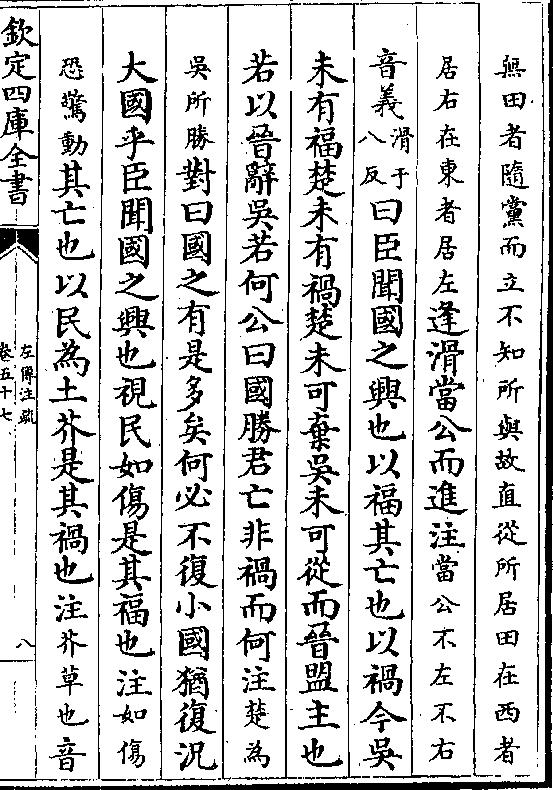 無田者隨黨而立不知所與故直從所居田在西者
居右在東者居左逢滑當公而進注當公不左不右
音義滑于八反曰臣聞國之興也以福其亡也以禍今吳
未有福楚未有禍楚未可棄吳未可從而晉盟主也
若以晉辭吳若何公曰國勝君亡非禍而何注楚為
吳所勝對曰國之有是多矣何必不復小國猶復況
大國乎臣聞國之興也視民如傷是其福也注如傷
恐驚動其亡也以民為土芥是其禍也注芥草也音
欽定四庫全書
左傳注疏
卷五十七
八